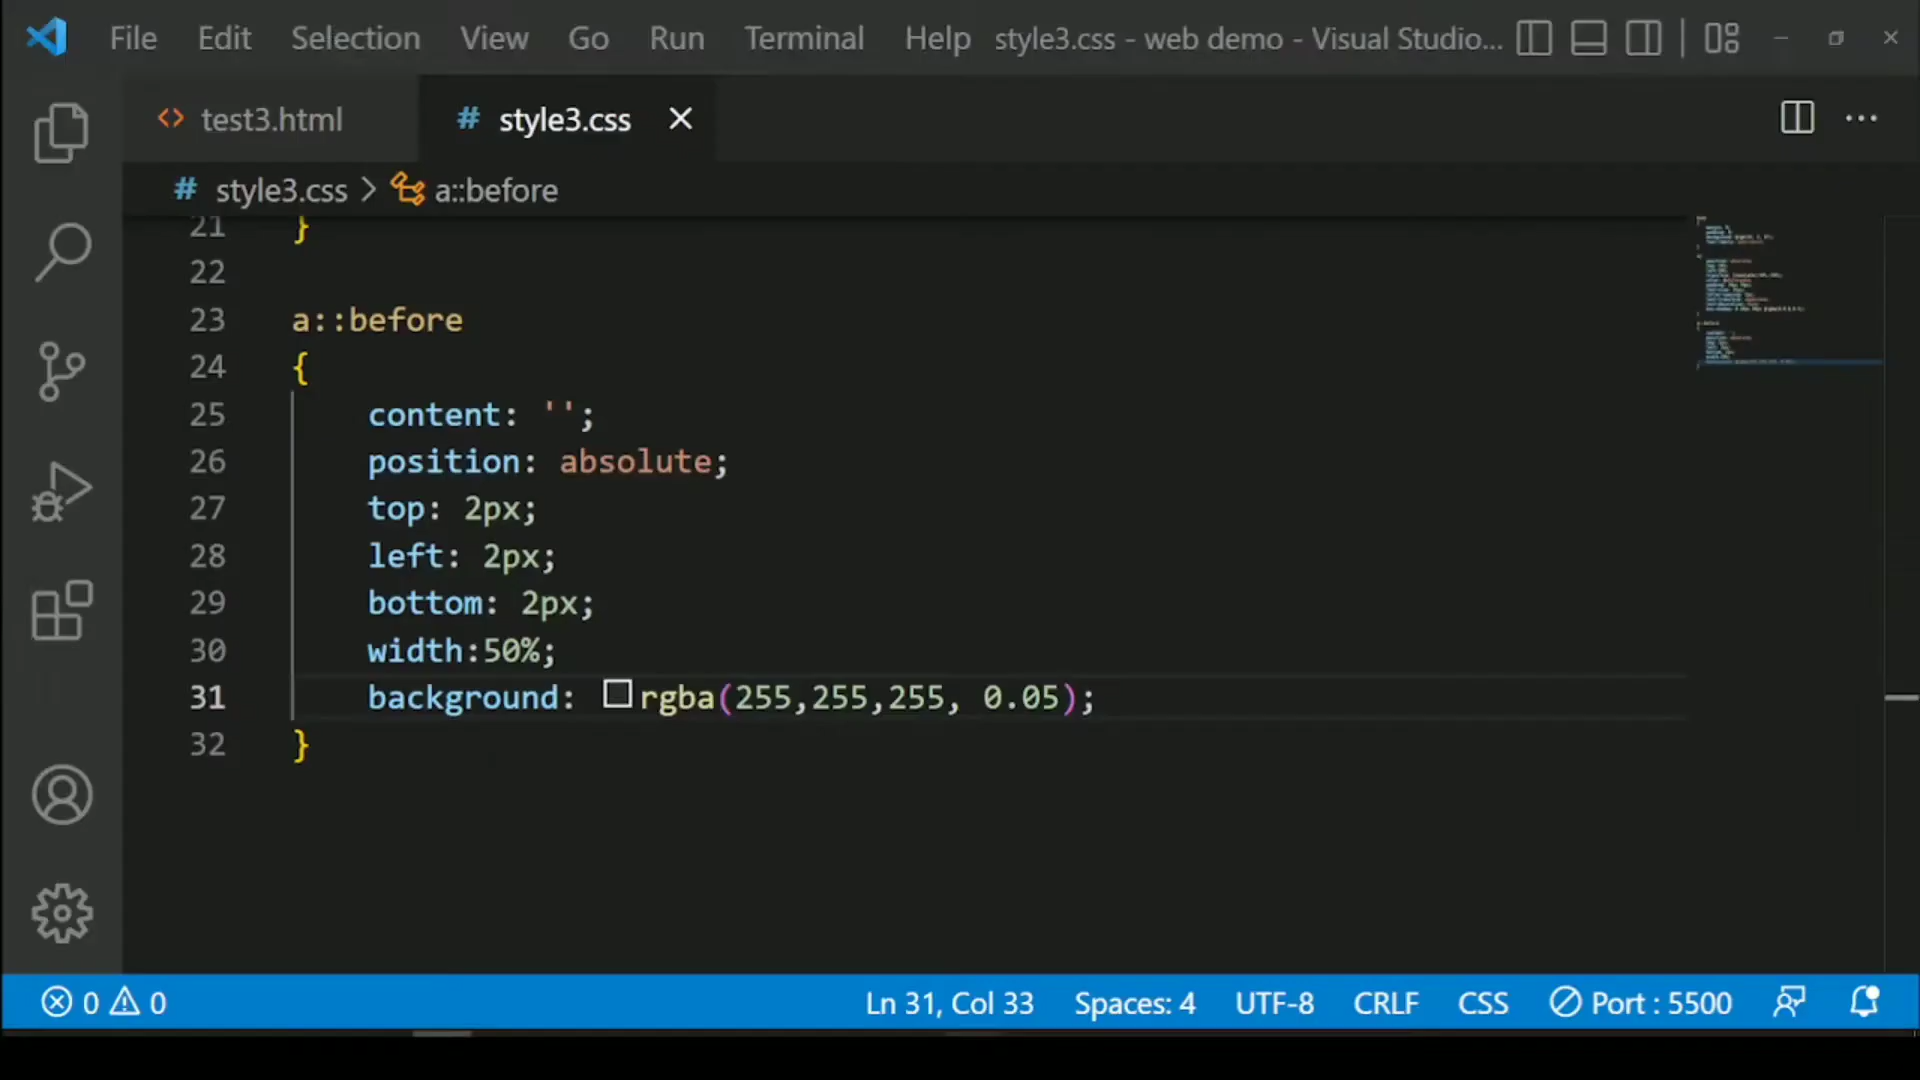 File Edit Selection View Go Run Terminal Help style3.css - web demo - Visual Studio...
test3.html # style3.css
# style3.css > a::before
21 }
22
23 a::before
24 {
25 content: '';
26 position: absolute;
27 top: 2px;
28 left: 2px;
29 bottom: 2px;
30 width:50%;
31 background: rgba(255,255,255, 0.05);
32 }
0 0 Ln 31, Col 33 Spaces: 4 UTF-8 CRLF CSS Port : 5500